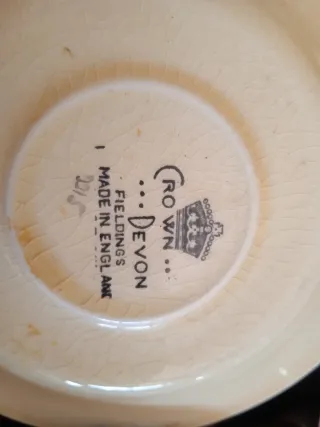 CROWN ..
... DEVON
FIELDINGS
MADE IN ENGLAND
I